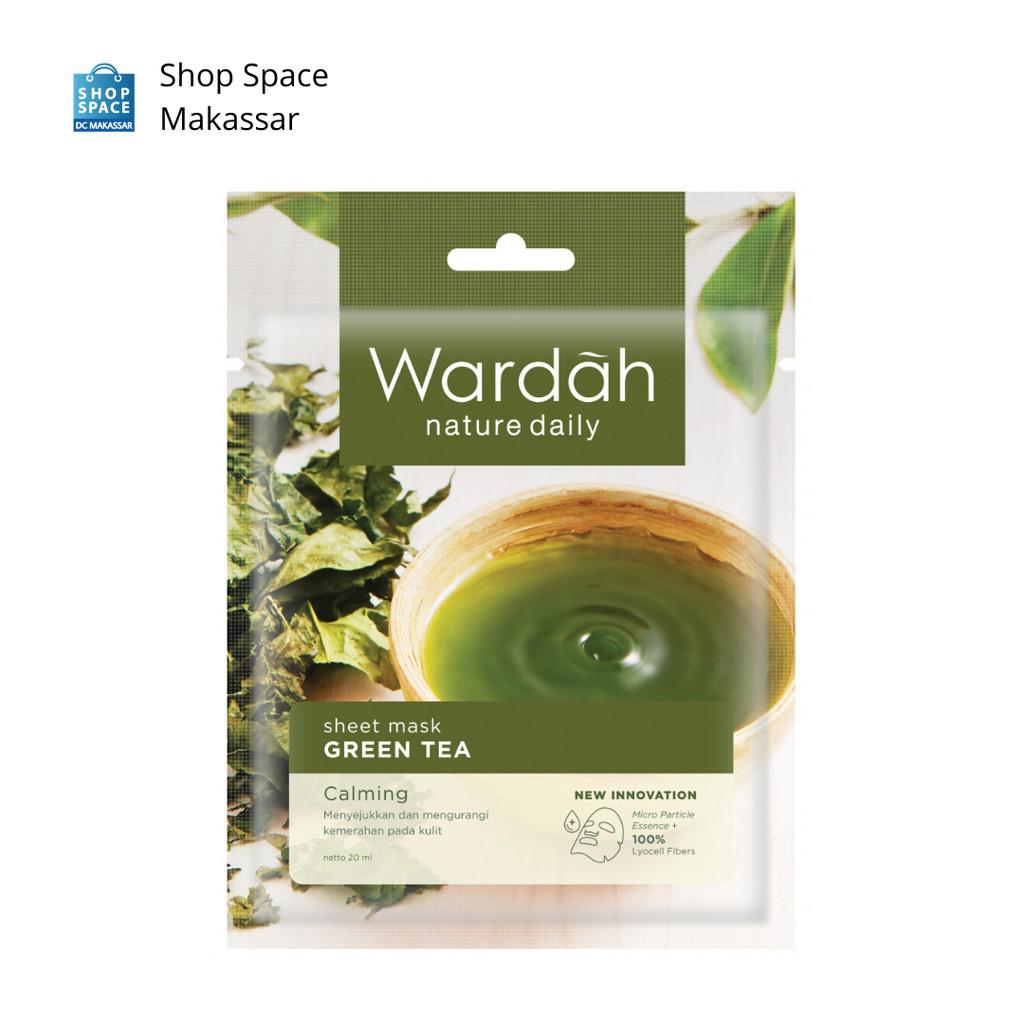 SHOP
SPACE
DC MAKASSAR
Shop Space
Makassar
Wardãh
nature daily
sheet mask
GREEN TEA
Calming
Menyejukkan dan mengurangi
kemerahan pada kulit
netto 20 ml
NEW INNOVATION
Micro Particle
Essence +
100%
Lyocell Fibers